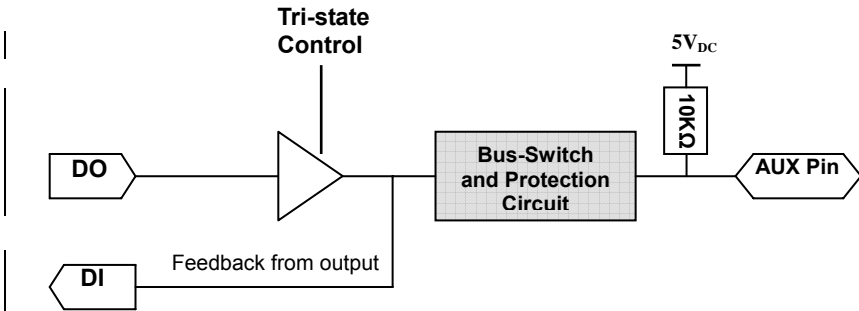 Tri-state
Control
5VDC
10KΩ
DO
Bus-Switch
and Protection
Circuit
AUX Pin
Feedback from output
DI